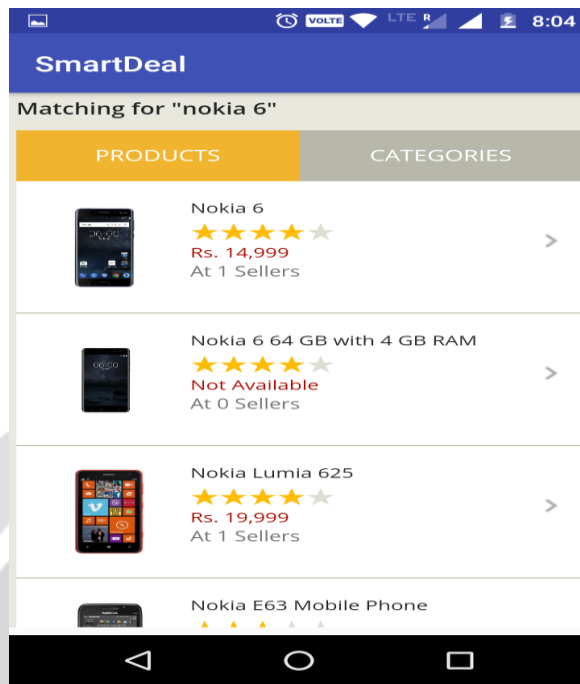 VOLTE LTE R 8:04
SmartDeal
Matching for "nokia 6"
PRODUCTS CATEGORIES
Nokia 6
Rs. 14,999
At 1 Sellers
Nokia 6 64 GB with 4 GB RAM
Not Available
At 0 Sellers
Nokia Lumia 625
Rs. 19,999
At 1 Sellers
Nokia E63 Mobile Phone